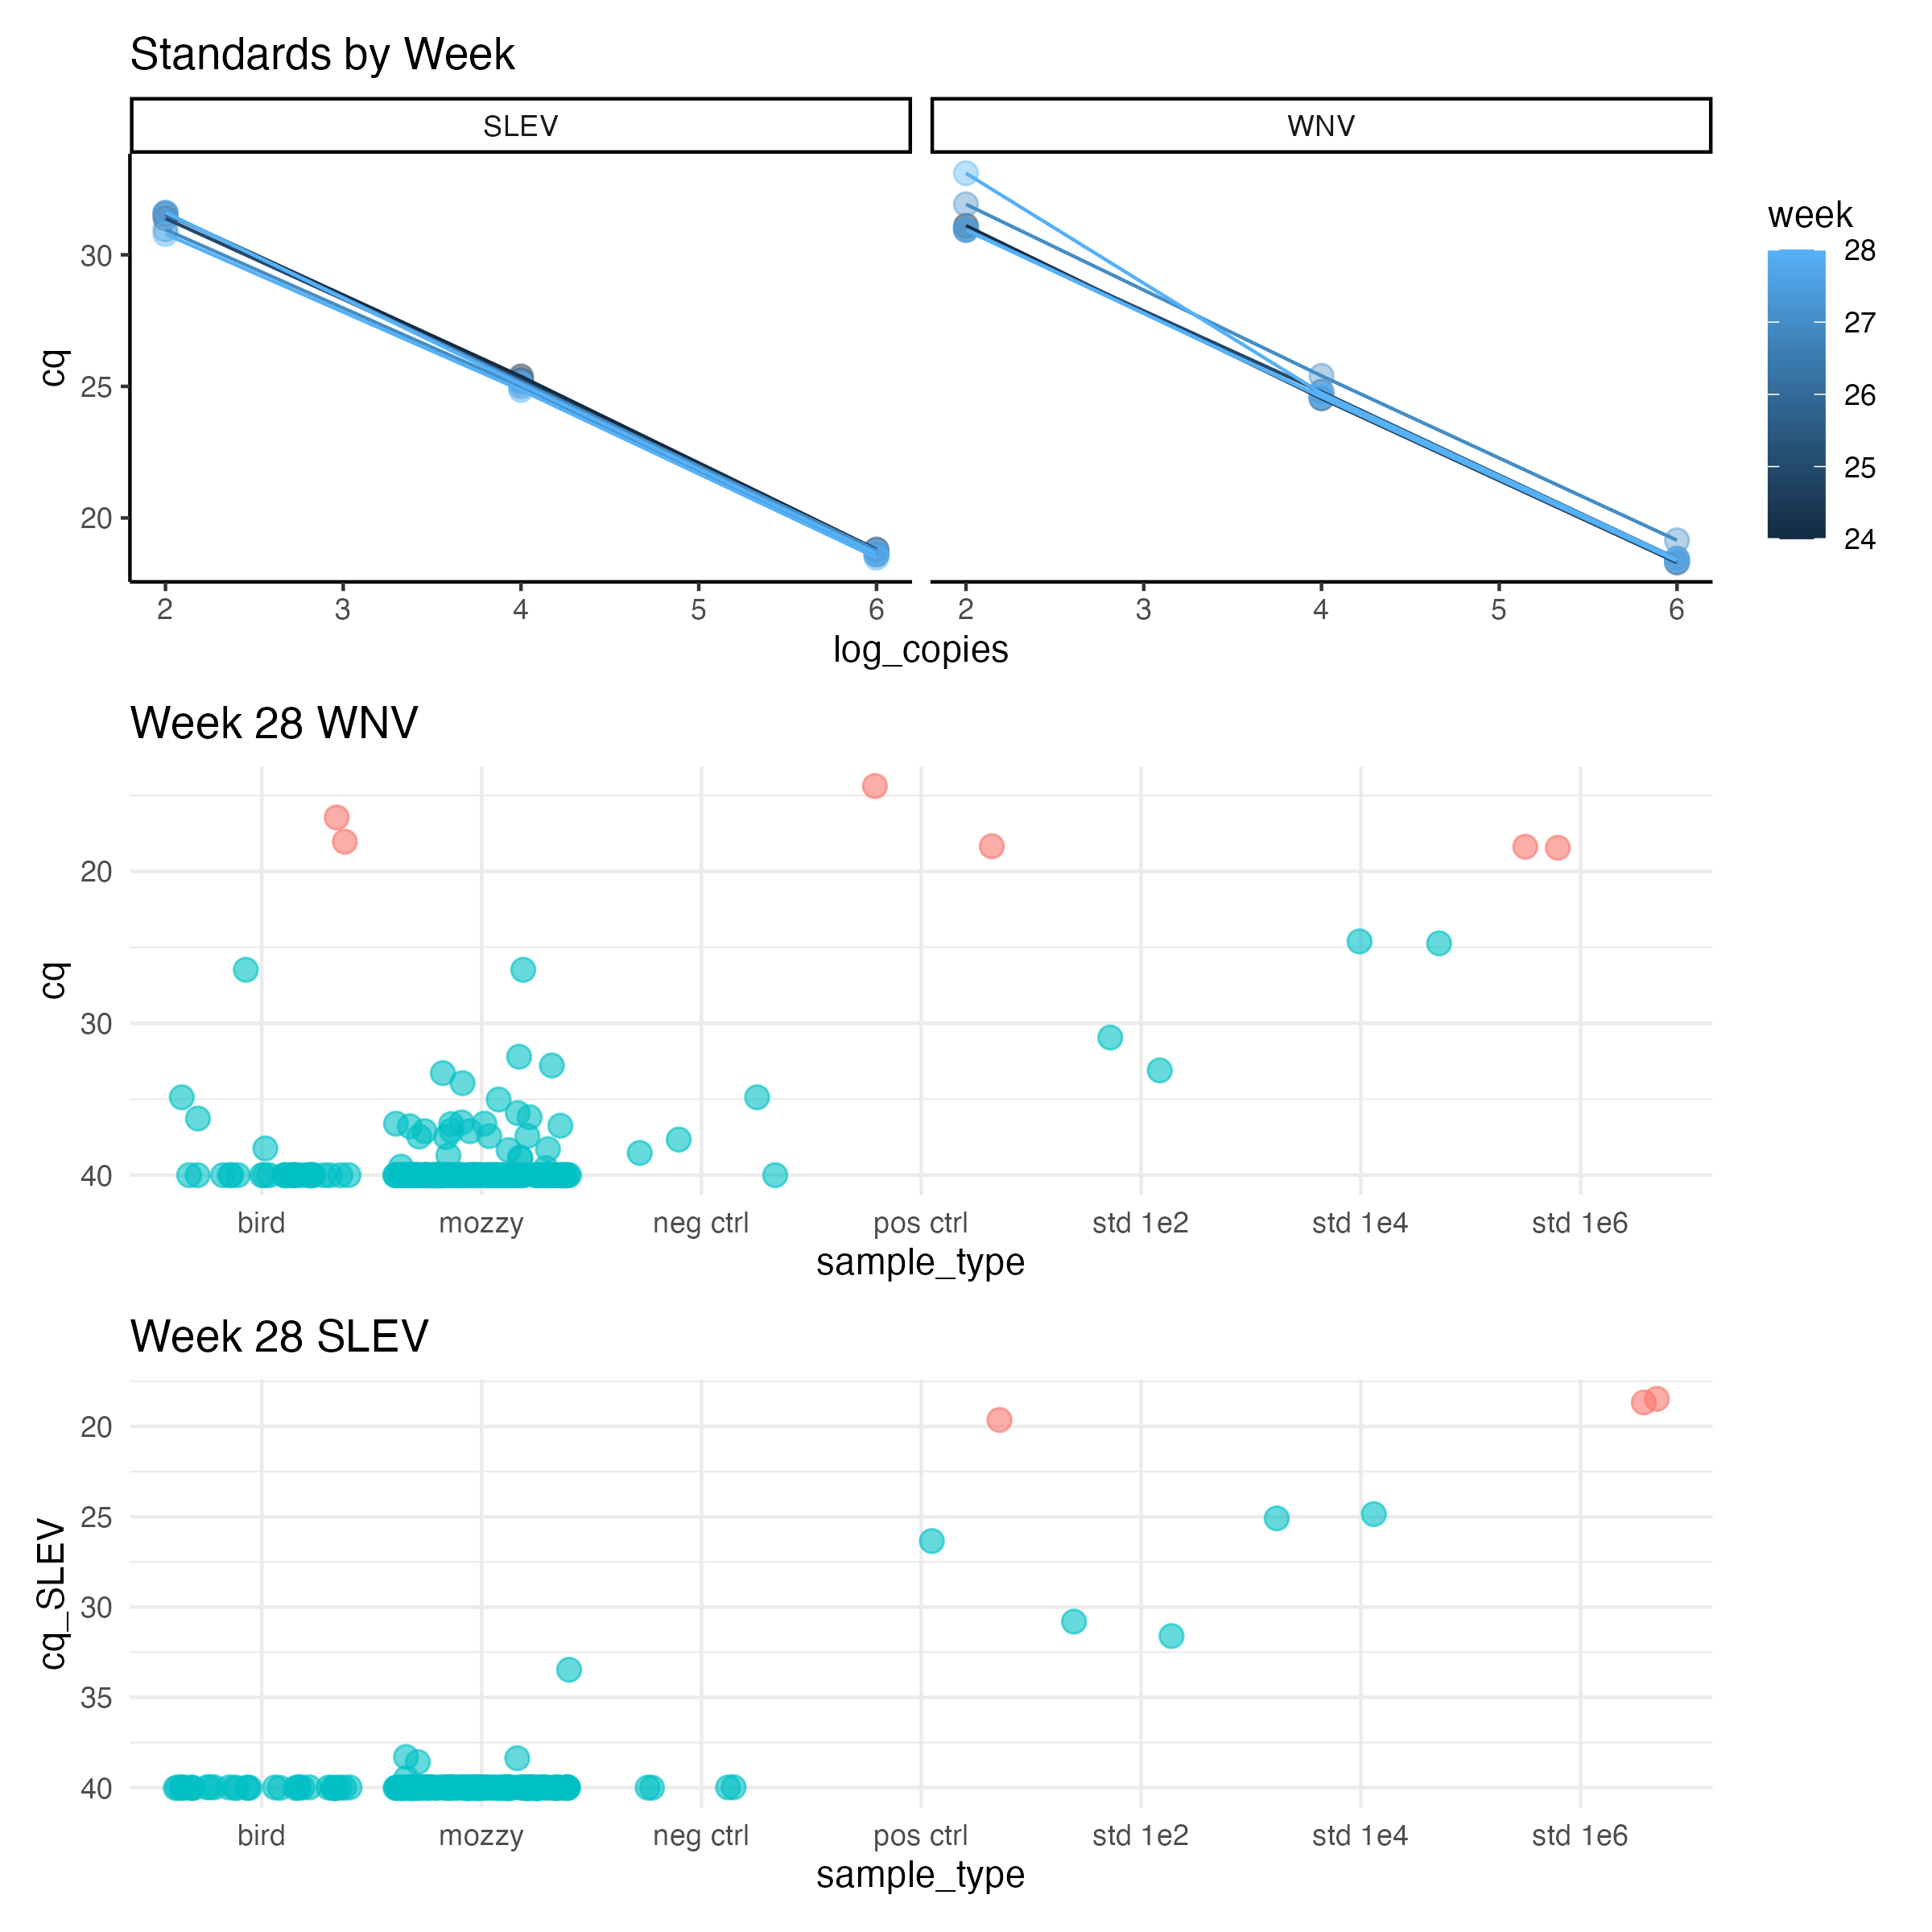 Standards by Week
SLEV
WNV
30
25
20
cq
2 3 4 5 6
2 3 4 5 6
log_copies
week
28
27
26
25
24
Week 28 WNV
20
30
40
cq
bird mozzy neg ctrl pos ctrl std 1e2 std 1e4 std 1e6
sample_type
Week 28 SLEV
20
25
30
35
40
cq_SLEV
bird mozzy neg ctrl pos ctrl std 1e2 std 1e4 std 1e6
sample_type